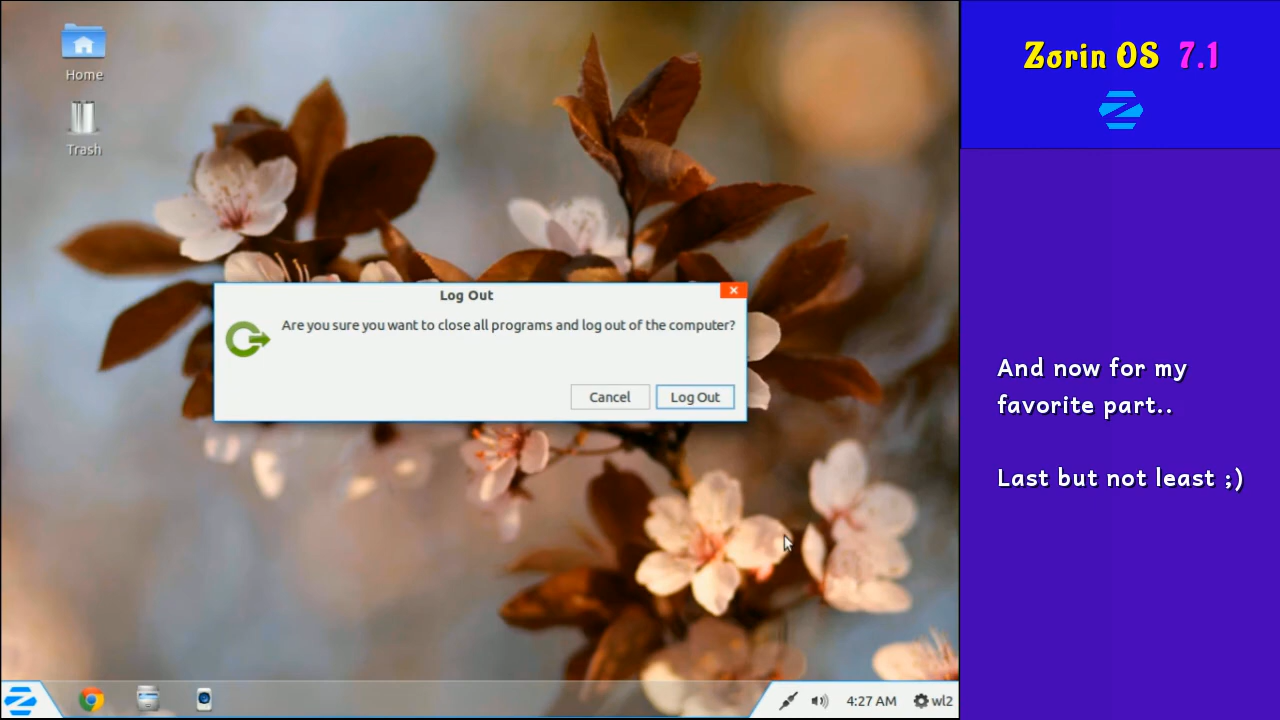 Home
Trash
Log Out
Are you sure you want to close all programs and log out of the computer?
Cancel
Log Out
4:27 AM
wl2
Zorin OS 7.1
And now for my
favorite part..
Last but not least ;)